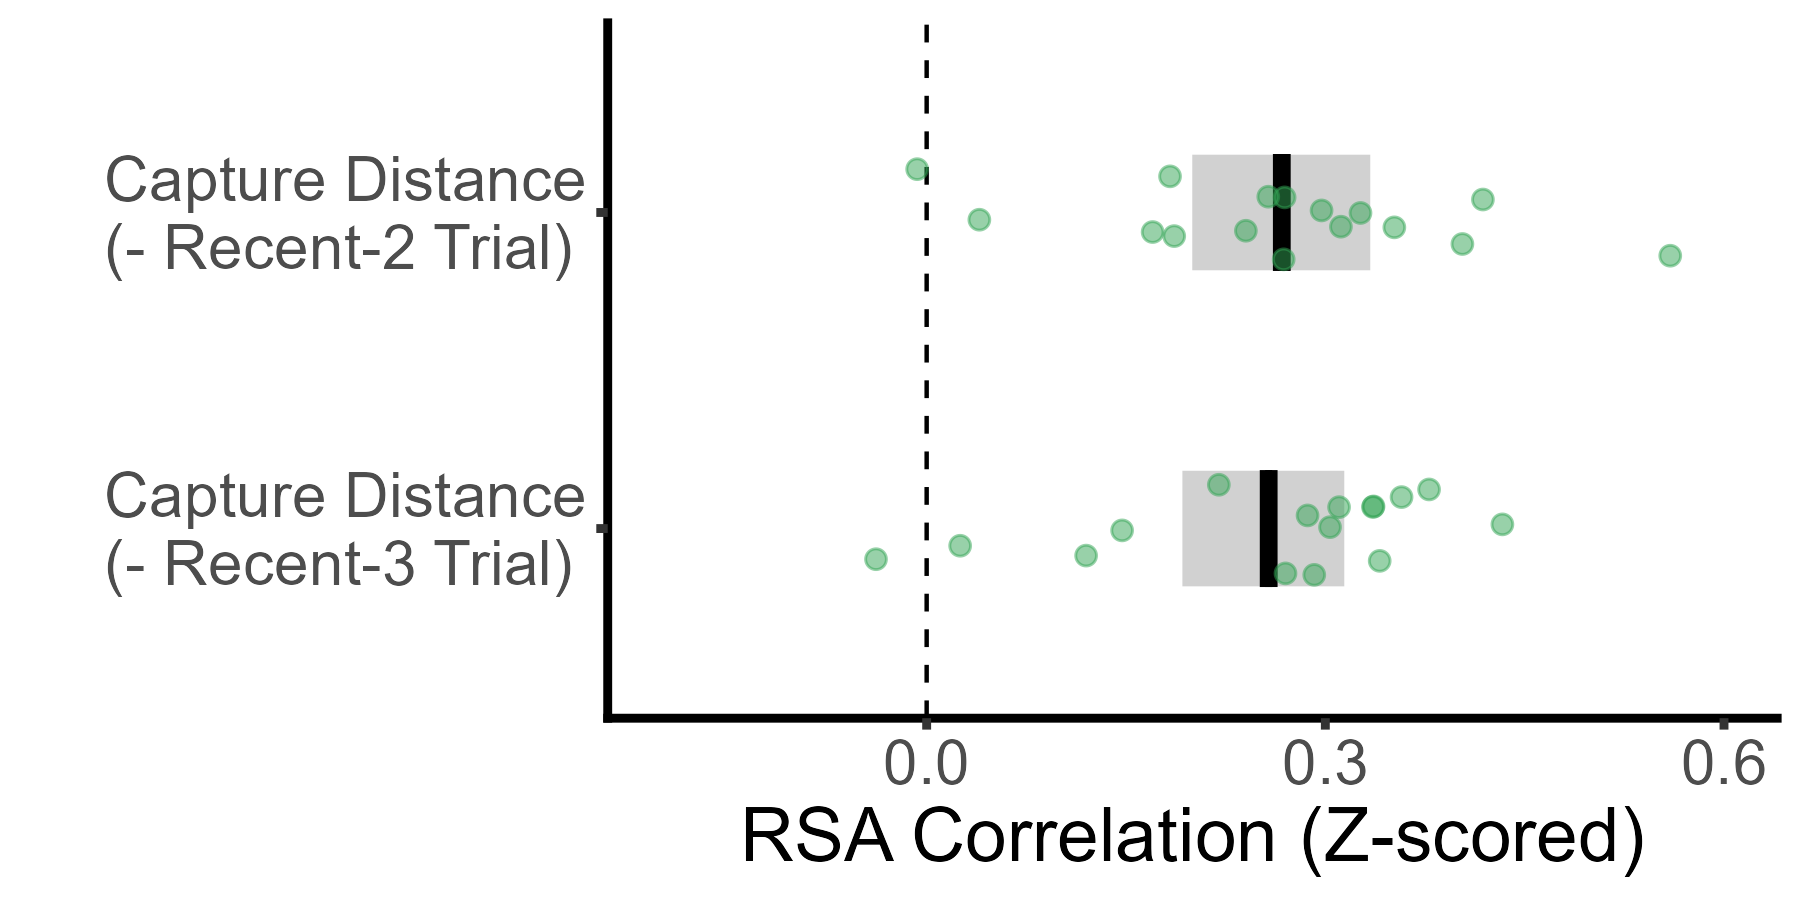 Capture Distance
(- Recent-2 Trial)
Capture Distance
(- Recent-3 Trial)
0.0 0.3 0.6
RSA Correlation (Z-scored)